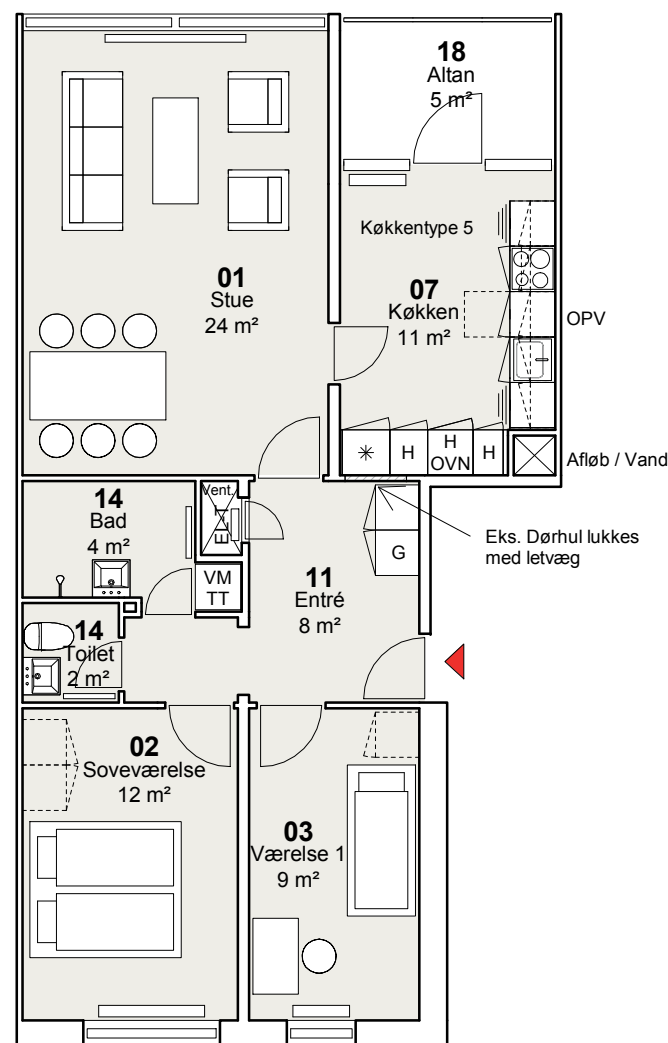 18
Altan
5 m²
Køkkentype 5
01
Stue
24 m²
07
Køkken
11 m²
OPV
H
H
OVN
H
Afløb / Vand
14
Bad
4 m²
Vent.
ELT
Eks. Dørhul lukkes
med letvæg
G
VM
TT
11
Entré
8 m²
14
Toilet
2 m²
02
Soveværelse
12 m²
03
Værelse 1
9 m²